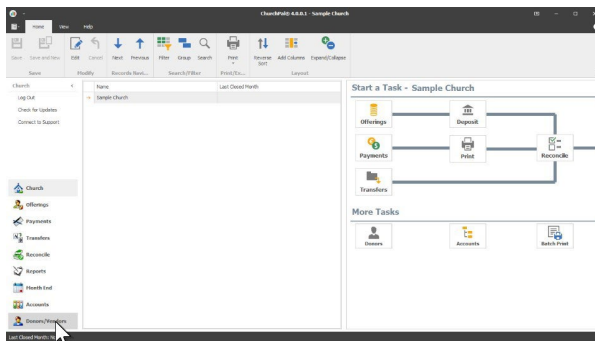 ChurchPal® 4.0.0.1 - Sample Church
Home View Help
Save Save and New Edit Cancel Next Previous Filter Group Search Print Reverse Sort Add Columns Expand/Collapse
Save Modify Records Navi... Search/Filter Print/Ex... Layout
Church
Log Out
Check for Updates
Connect to Support
Church
Offerings
Payments
Transfers
Reconcile
Reports
Month End
Accounts
Donors/Vendors
Name Last Closed Month
Sample Church
Start a Task - Sample Church
Offerings Deposit
Payments Print Reconcile
Transfers
More Tasks
Donors Accounts Batch Print
Last Closed Month: